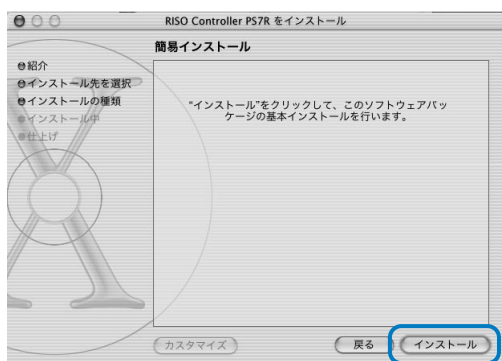 RISO Controller PS7R をインストール
簡易インストール
紹介
インストール先を選択
インストールの種類
インストール中
仕上げ
"インストール"をクリックして、このソフトウェアパッ
ケージの基本インストールを行います。
カスタマイズ
戻る
インストール